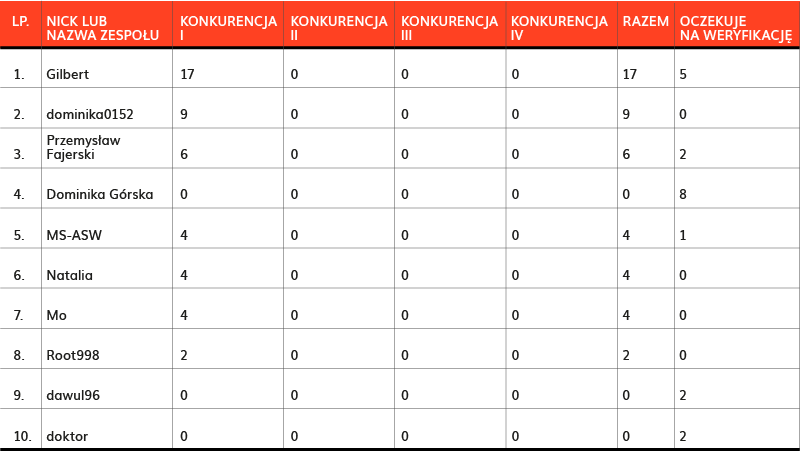 LP. NICK LUB NAZWA ZESPOŁU KONKURENCJA I KONKURENCJA II KONKURENCJA III KONKURENCJA IV RAZEM OCZEKUJE NA WERYFIKACJĘ
1. Gilbert 17 0 0 0 17 5
2. dominika0152 9 0 0 0 9 0
3. Przemysław Fajerski 6 0 0 0 6 2
4. Dominika Górska 0 0 0 0 0 8
5. MS-ASW 4 0 0 0 4 1
6. Natalia 4 0 0 0 4 0
7. Mo 4 0 0 0 4 0
8. Root998 2 0 0 0 2 0
9. dawul96 0 0 0 0 0 2
10. doktor 0 0 0 0 0 2